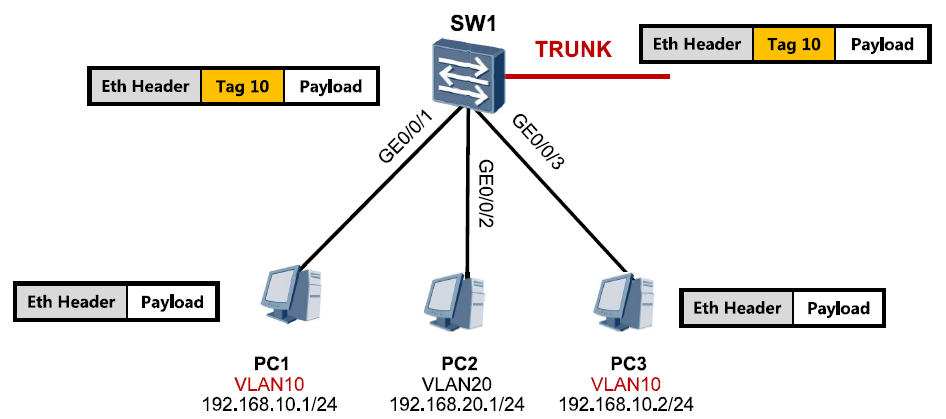 SW1
TRUNK
Eth Header Tag 10 Payload
Eth Header Tag 10 Payload
GE0/0/1
GE0/0/2
GE0/0/3
Eth Header Payload
Eth Header Payload
PC1
VLAN10
192.168.10.1/24
PC2
VLAN20
192.168.20.1/24
PC3
VLAN10
192.168.10.2/24